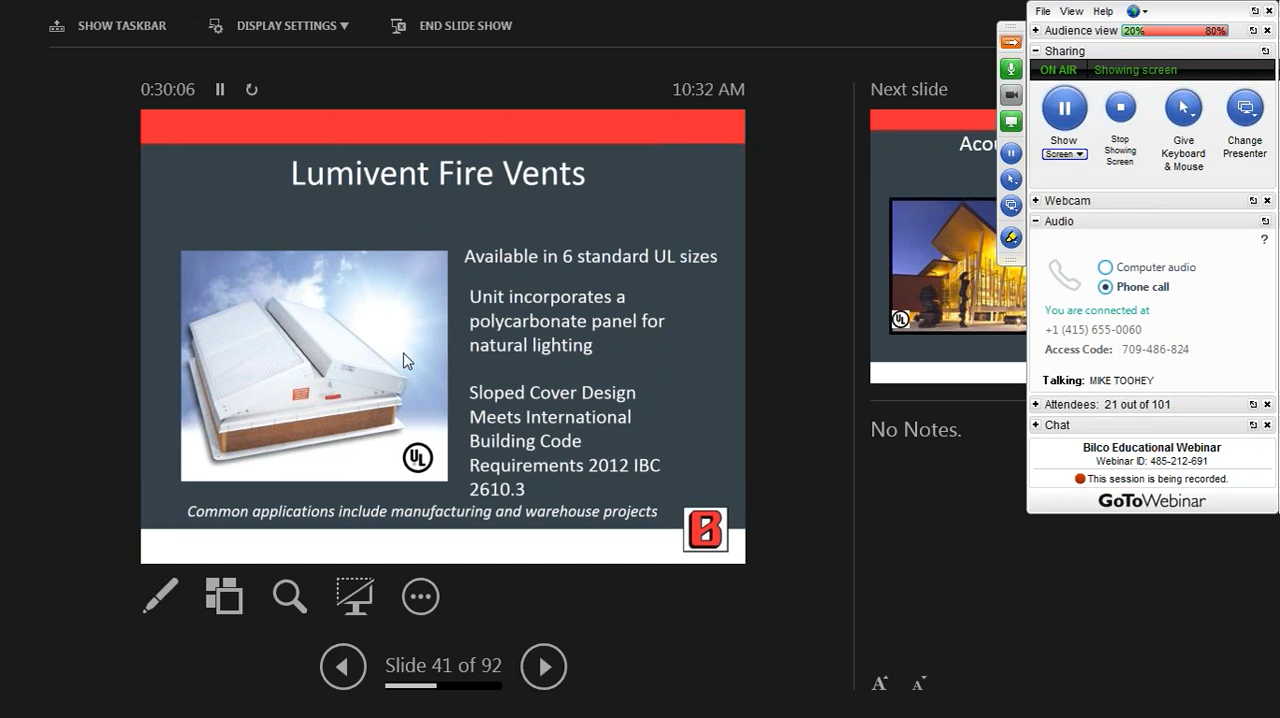 SHOW TASKBAR
DISPLAY SETTINGS
END SLIDE SHOW
0:30:06
10:32 AM
Lumivent Fire Vents
Available in 6 standard UL sizes
Unit incorporates a
polycarbonate panel for
natural lighting
Sloped Cover Design
Meets International
Building Code
Requirements 2012 IBC
2610.3
UL
Common applications include manufacturing and warehouse projects
B
Slide 41 of 92
Next slide
Acou
UL
No Notes.
A
A
File View Help
Audience view 20% 80%
Sharing
ON AIR Showing screen
Show
Screen
Stop
Showing
Screen
Give
Keyboard
& Mouse
Change
Presenter
Webcam
Audio
?
Computer audio
Phone call
You are connected at
+1 (415) 655-0060
Access Code: 709-486-824
Talking: MIKE TOOHEY
Attendees: 21 out of 101
Chat
Bilco Educational Webinar
Webinar ID: 485-212-691
This session is being recorded.
GoToWebinar